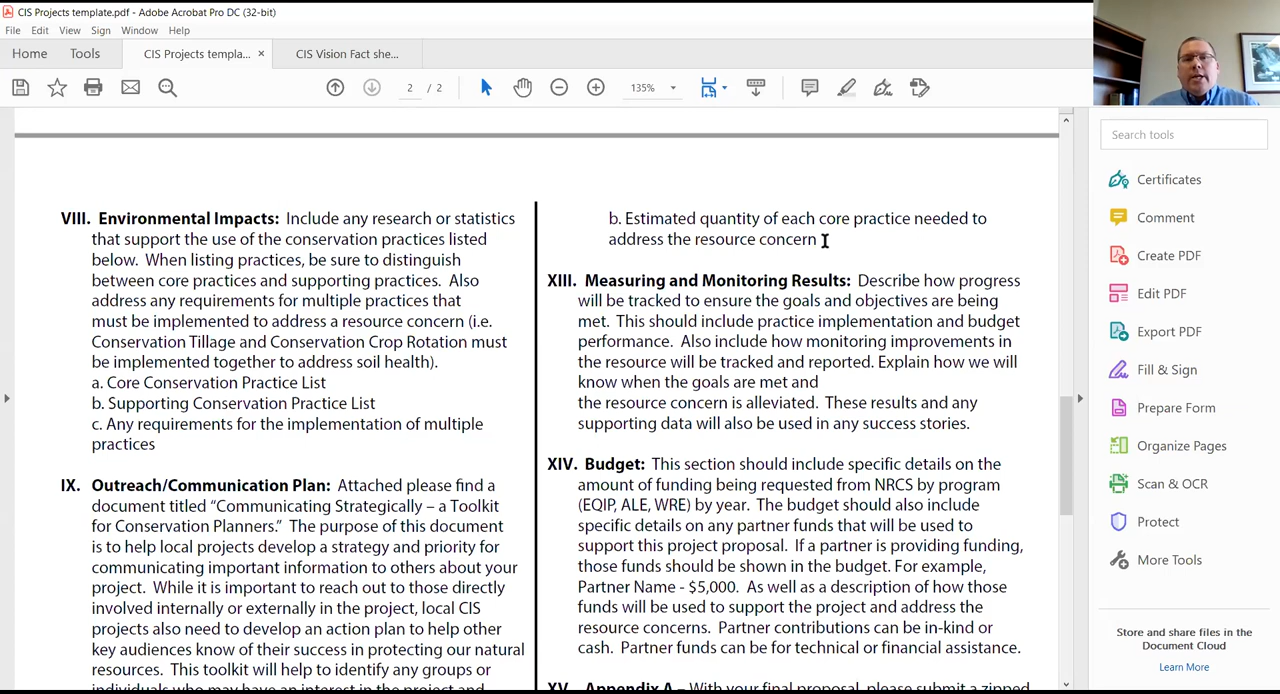 CIS Projects template.pdf - Adobe Acrobat Pro DC (32-bit)
File Edit View Sign Window Help
Home Tools CIS Projects templa... × CIS Vision Fact she...
2 / 2 135%
Search tools
Certificates
Comment
Create PDF
Edit PDF
Export PDF
Fill & Sign
Prepare Form
Organize Pages
Scan & OCR
Protect
More Tools
Store and share files in the
Document Cloud
Learn More
VIII. Environmental Impacts: Include any research or statistics
that support the use of the conservation practices listed
below. When listing practices, be sure to distinguish
between core practices and supporting practices. Also
address any requirements for multiple practices that
must be implemented to address a resource concern (i.e.
Conservation Tillage and Conservation Crop Rotation must
be implemented together to address soil health).
a. Core Conservation Practice List
b. Supporting Conservation Practice List
c. Any requirements for the implementation of multiple
practices
IX. Outreach/Communication Plan: Attached please find a
document titled "Communicating Strategically – a Toolkit
for Conservation Planners." The purpose of this document
is to help local projects develop a strategy and priority for
communicating important information to others about your
project. While it is important to reach out to those directly
involved internally or externally in the project, local CIS
projects also need to develop an action plan to help other
key audiences know of their success in protecting our natural
resources. This toolkit will help to identify any groups or
individuals who may have an interest in the project and
b. Estimated quantity of each core practice needed to
address the resource concern
XIII. Measuring and Monitoring Results: Describe how progress
will be tracked to ensure the goals and objectives are being
met. This should include practice implementation and budget
performance. Also include how monitoring improvements in
the resource will be tracked and reported. Explain how we will
know when the goals are met and
the resource concern is alleviated. These results and any
supporting data will also be used in any success stories.
XIV. Budget: This section should include specific details on the
amount of funding being requested from NRCS by program
(EQIP, ALE, WRE) by year. The budget should also include
specific details on any partner funds that will be used to
support this project proposal. If a partner is providing funding,
those funds should be shown in the budget. For example,
Partner Name - $5,000. As well as a description of how those
funds will be used to support the project and address the
resource concerns. Partner contributions can be in-kind or
cash. Partner funds can be for technical or financial assistance.
XV. Appendix A – With your final proposal, please submit a zipped